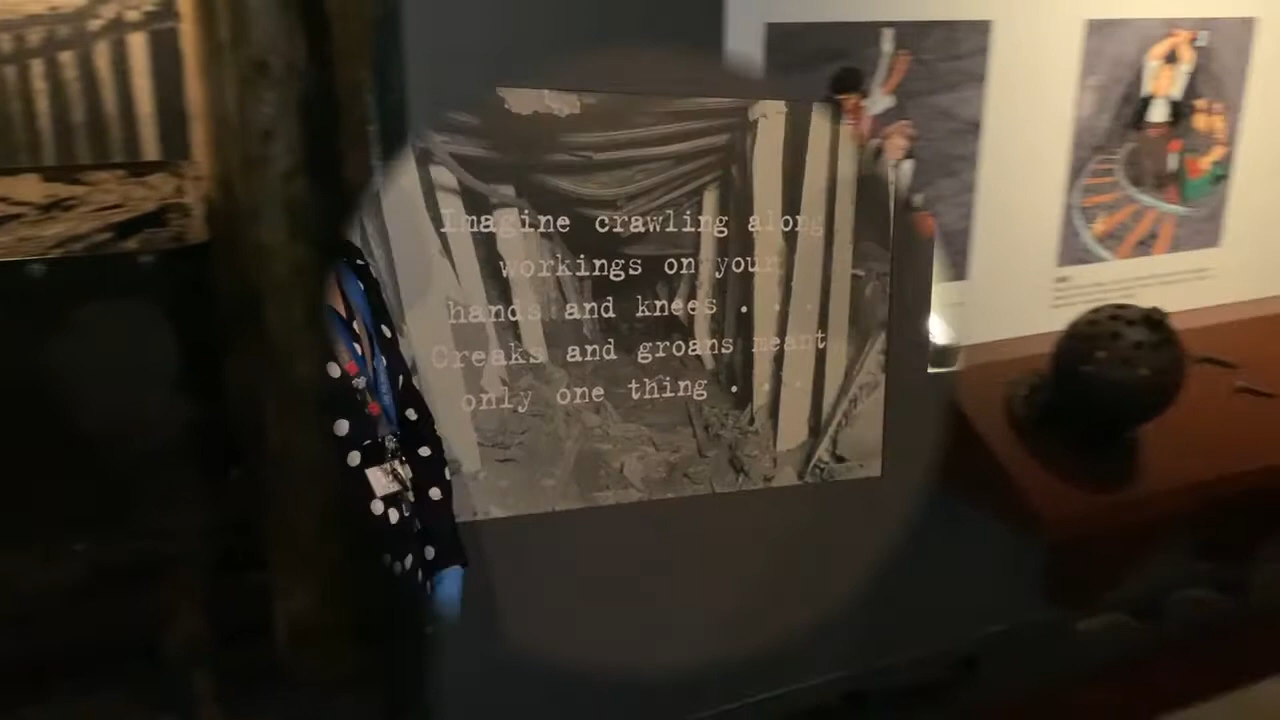 Imagine crawling along
workings on your
hands and knees . . .
Creaks and groans meant
only one thing . . .